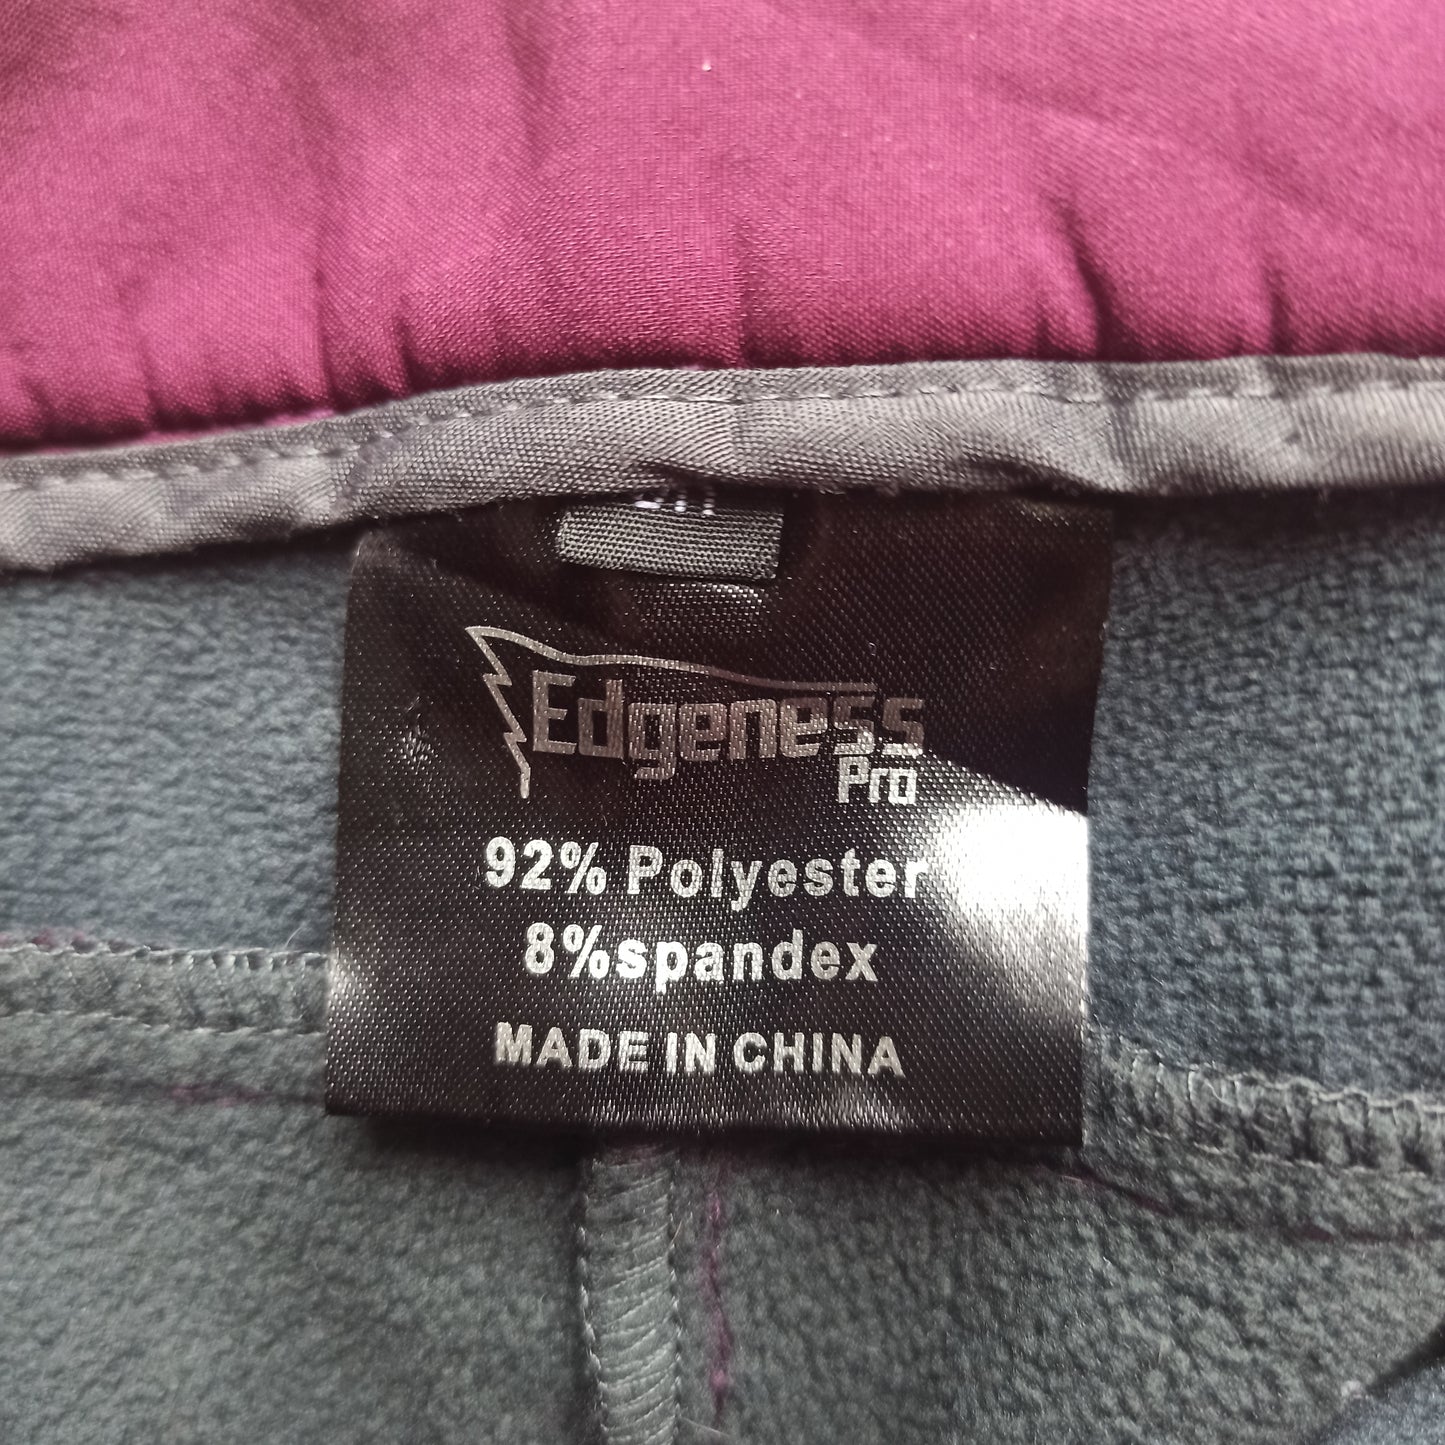 Edgeness
Pro
92% Polyester
8%spandex
MADE IN CHINA